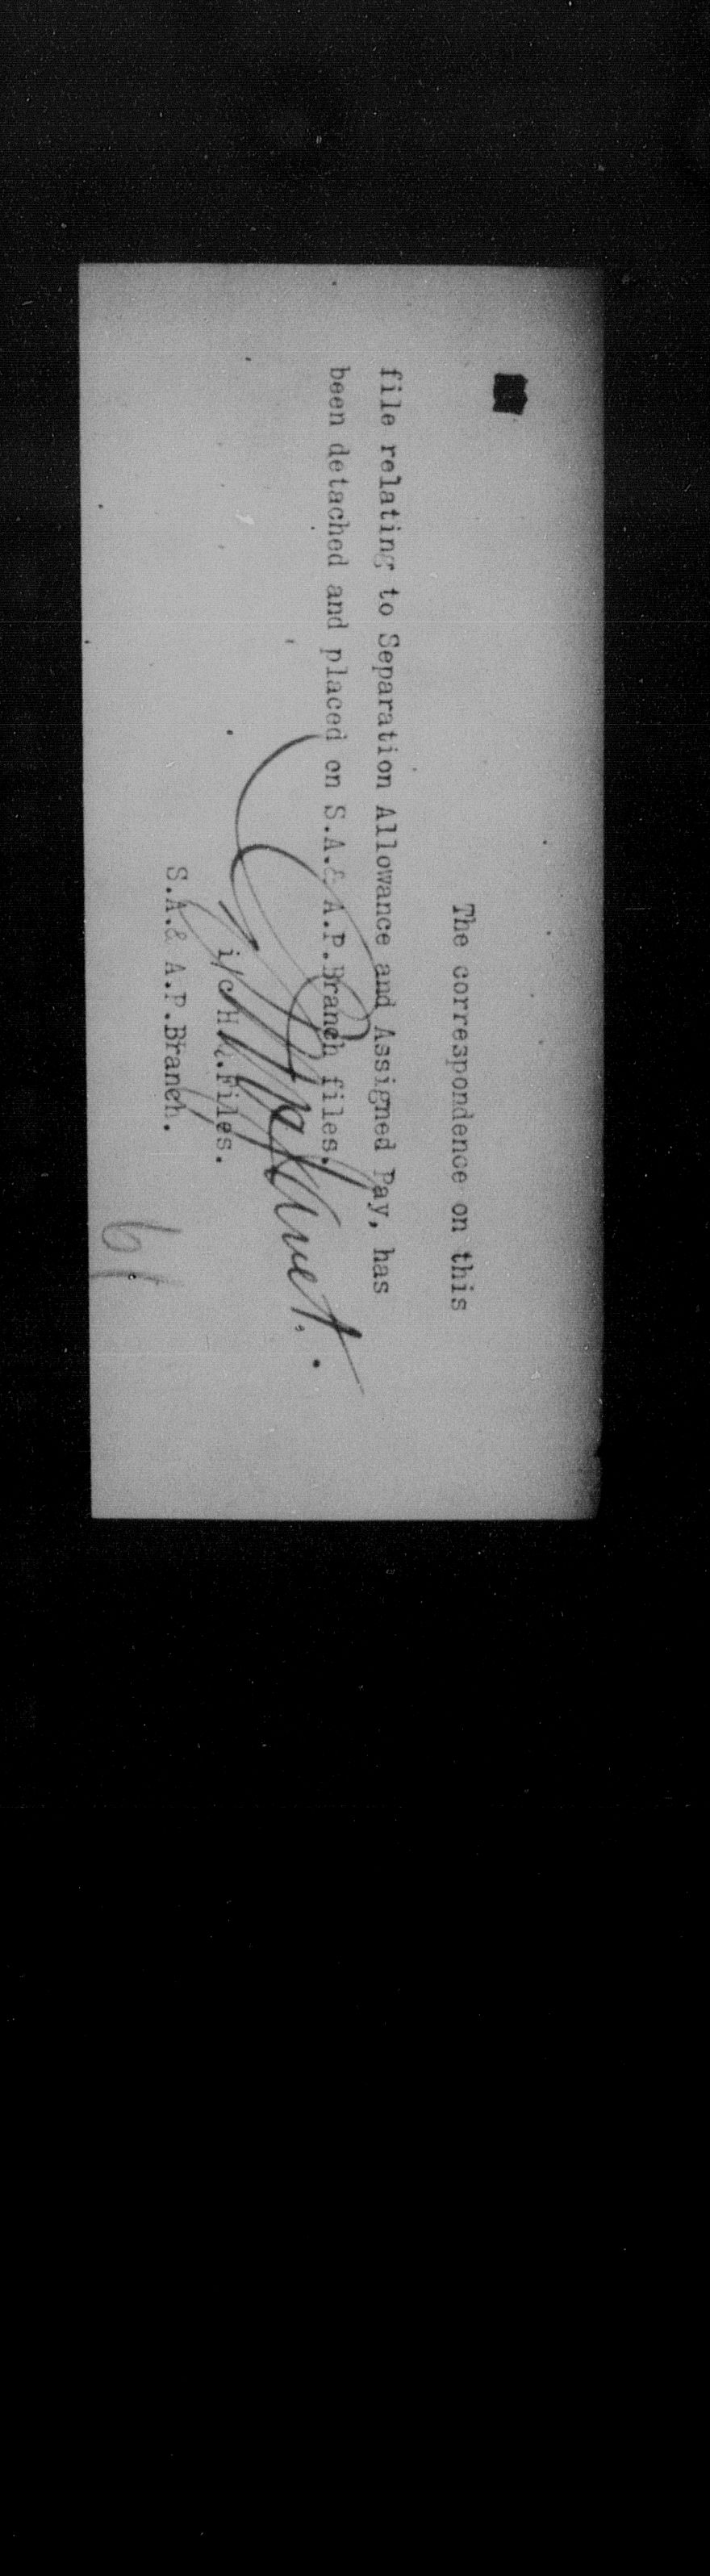 The correspondence on this
file relating to Separation Allowance and Assigned Pay, has
been detached and placed on S.A.& A.P.Branch files.
i/c H.Q.Files.
S.A.& A.P.Branch.
61